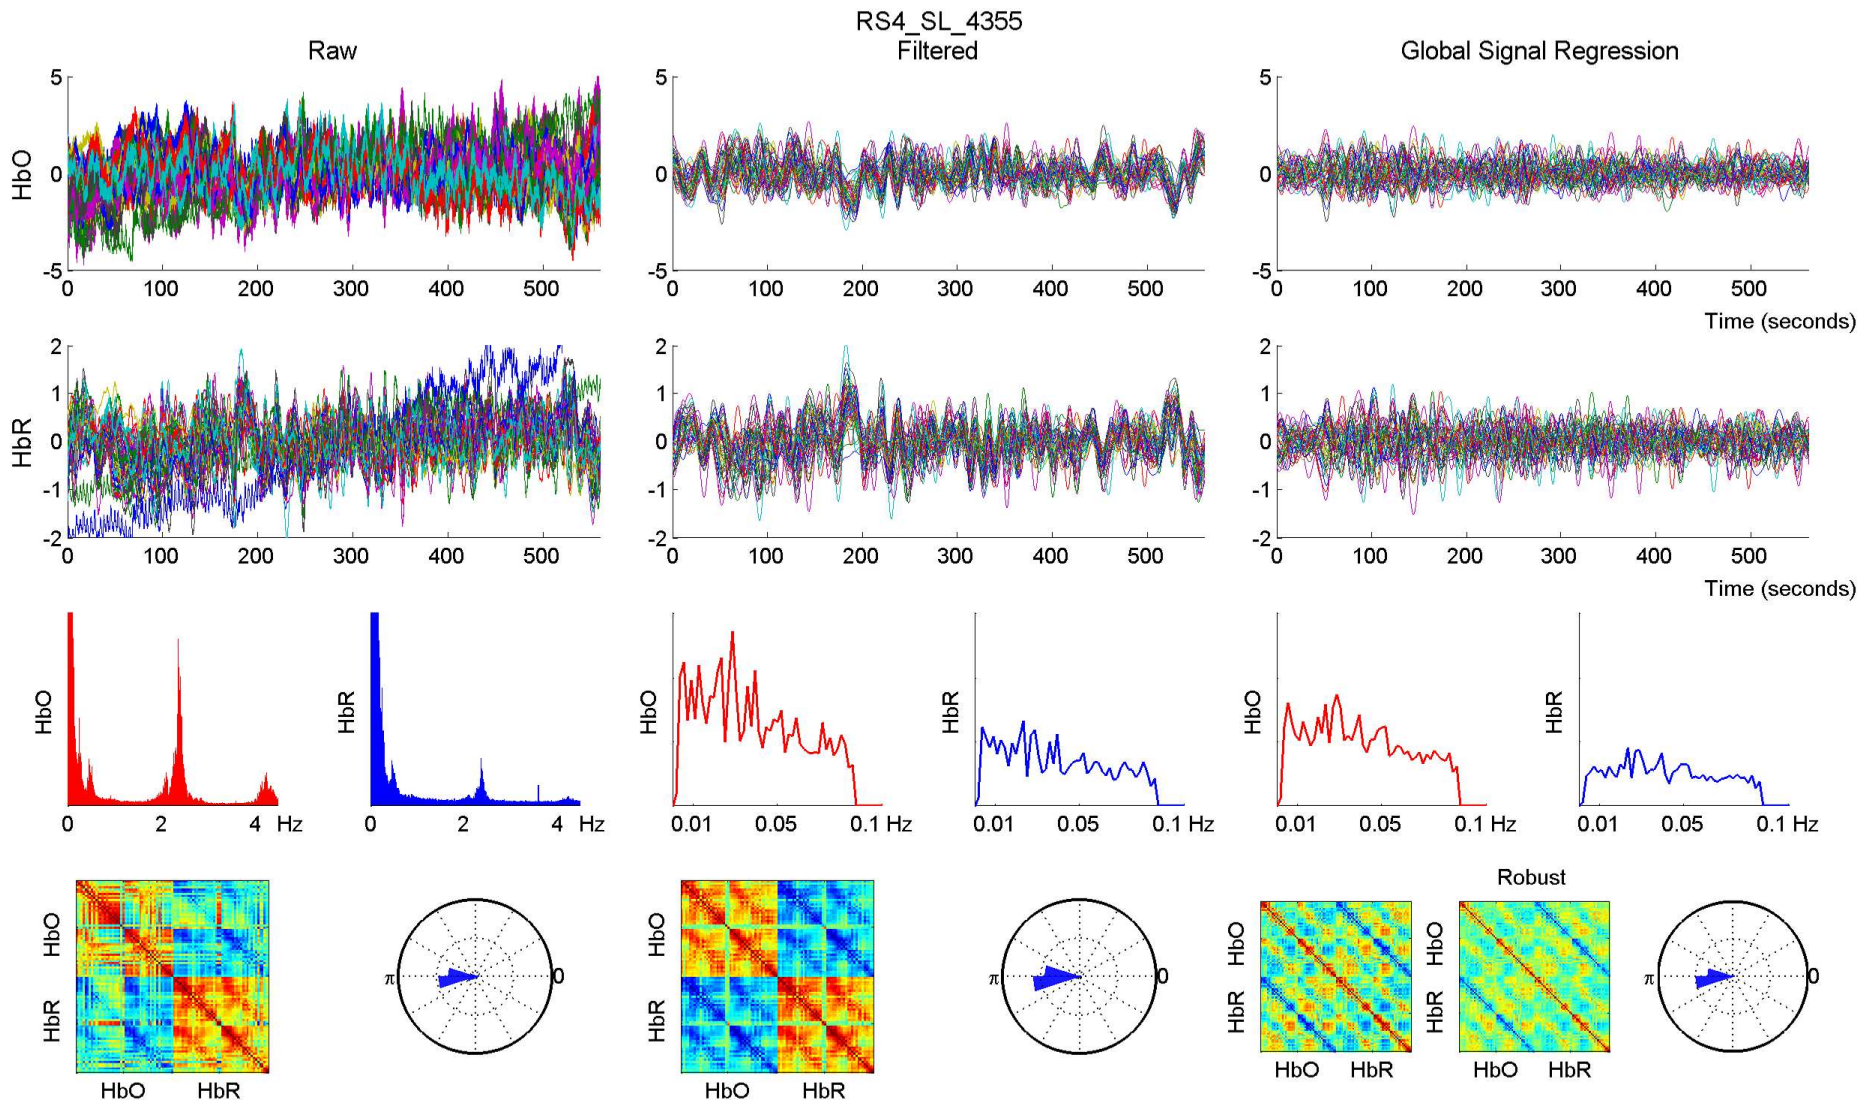 RS4_SL_4355
Raw
Filtered
Global Signal Regression
HbO
5
0
-5
0 100 200 300 400 500
5
0
-5
0 100 200 300 400 500
5
0
-5
0 100 200 300 400 500
Time (seconds)
HbR
2
1
0
-1
-2
0 100 200 300 400 500
2
1
0
-1
-2
0 100 200 300 400 500
2
1
0
-1
-2
0 100 200 300 400 500
Time (seconds)
HbO
0 2 4 Hz
HbR
0 2 4 Hz
HbO
0.01 0.05 0.1 Hz
HbR
0.01 0.05 0.1 Hz
HbO
0.01 0.05 0.1 Hz
HbR
0.01 0.05 0.1 Hz
HbO
HbR
HbO HbR
π 0
HbO
HbR
HbO HbR
π 0
HbO
HbR
HbO HbR
Robust
HbO
HbR
HbO HbR
π 0